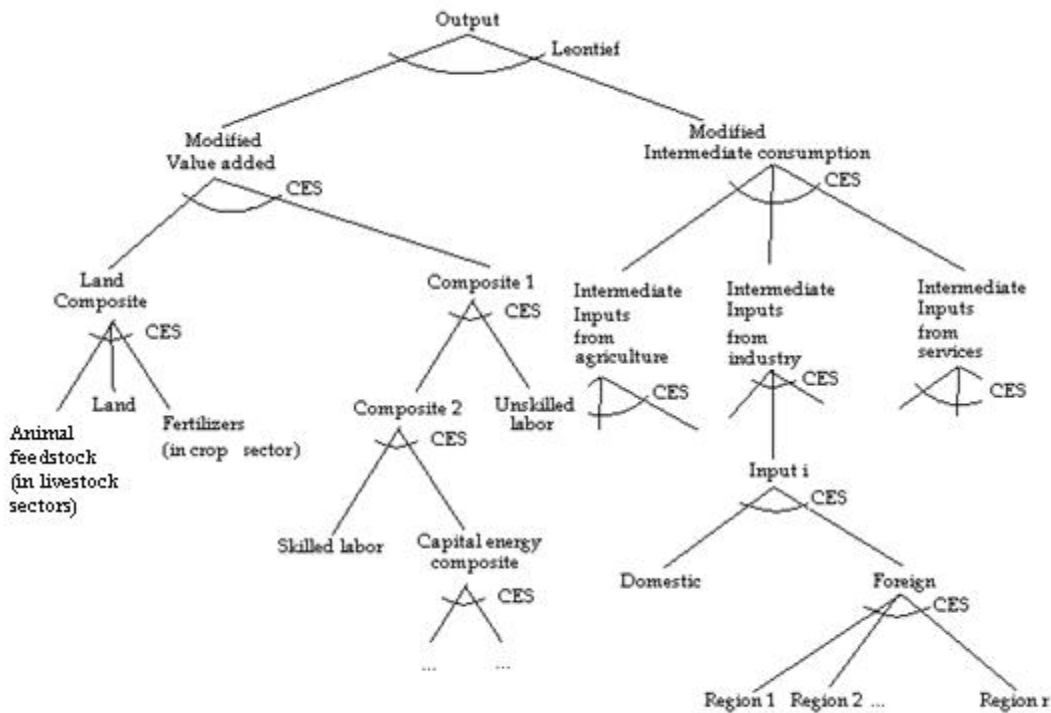 Output
Leontief
Modified
Value added
CES
Modified
Intermediate consumption
CES
Land
Composite
CES
Composite 1
CES
Intermediate
Inputs
from
agriculture
CES
Intermediate
Inputs
from
industry
CES
Intermediate
Inputs
from
services
CES
Animal
feedstock
(in livestock
sectors)
Land
Fertilizers
(in crop sector)
Composite 2
CES
Unskilled
labor
Skilled labor
Capital energy
composite
CES
... ...
Input i
CES
Domestic
Foreign
CES
Region 1 Region 2 ... Region r